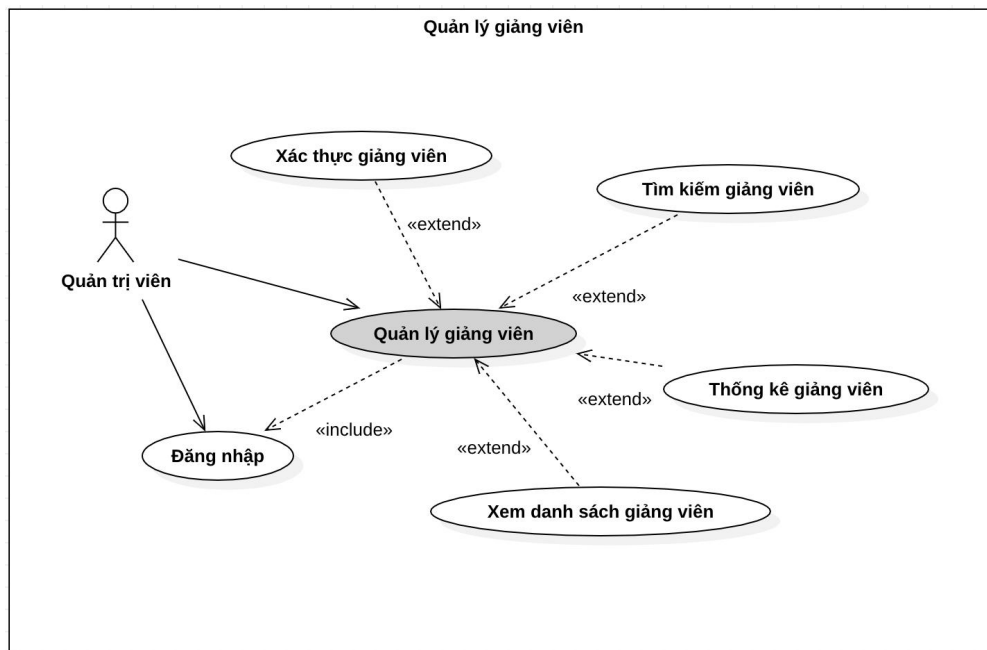 Quản lý giảng viên
Xác thực giảng viên
Tìm kiếm giảng viên
«extend»
Quản trị viên
«extend»
Quản lý giảng viên
Thống kê giảng viên
«extend»
«include»
«extend»
Đăng nhập
Xem danh sách giảng viên